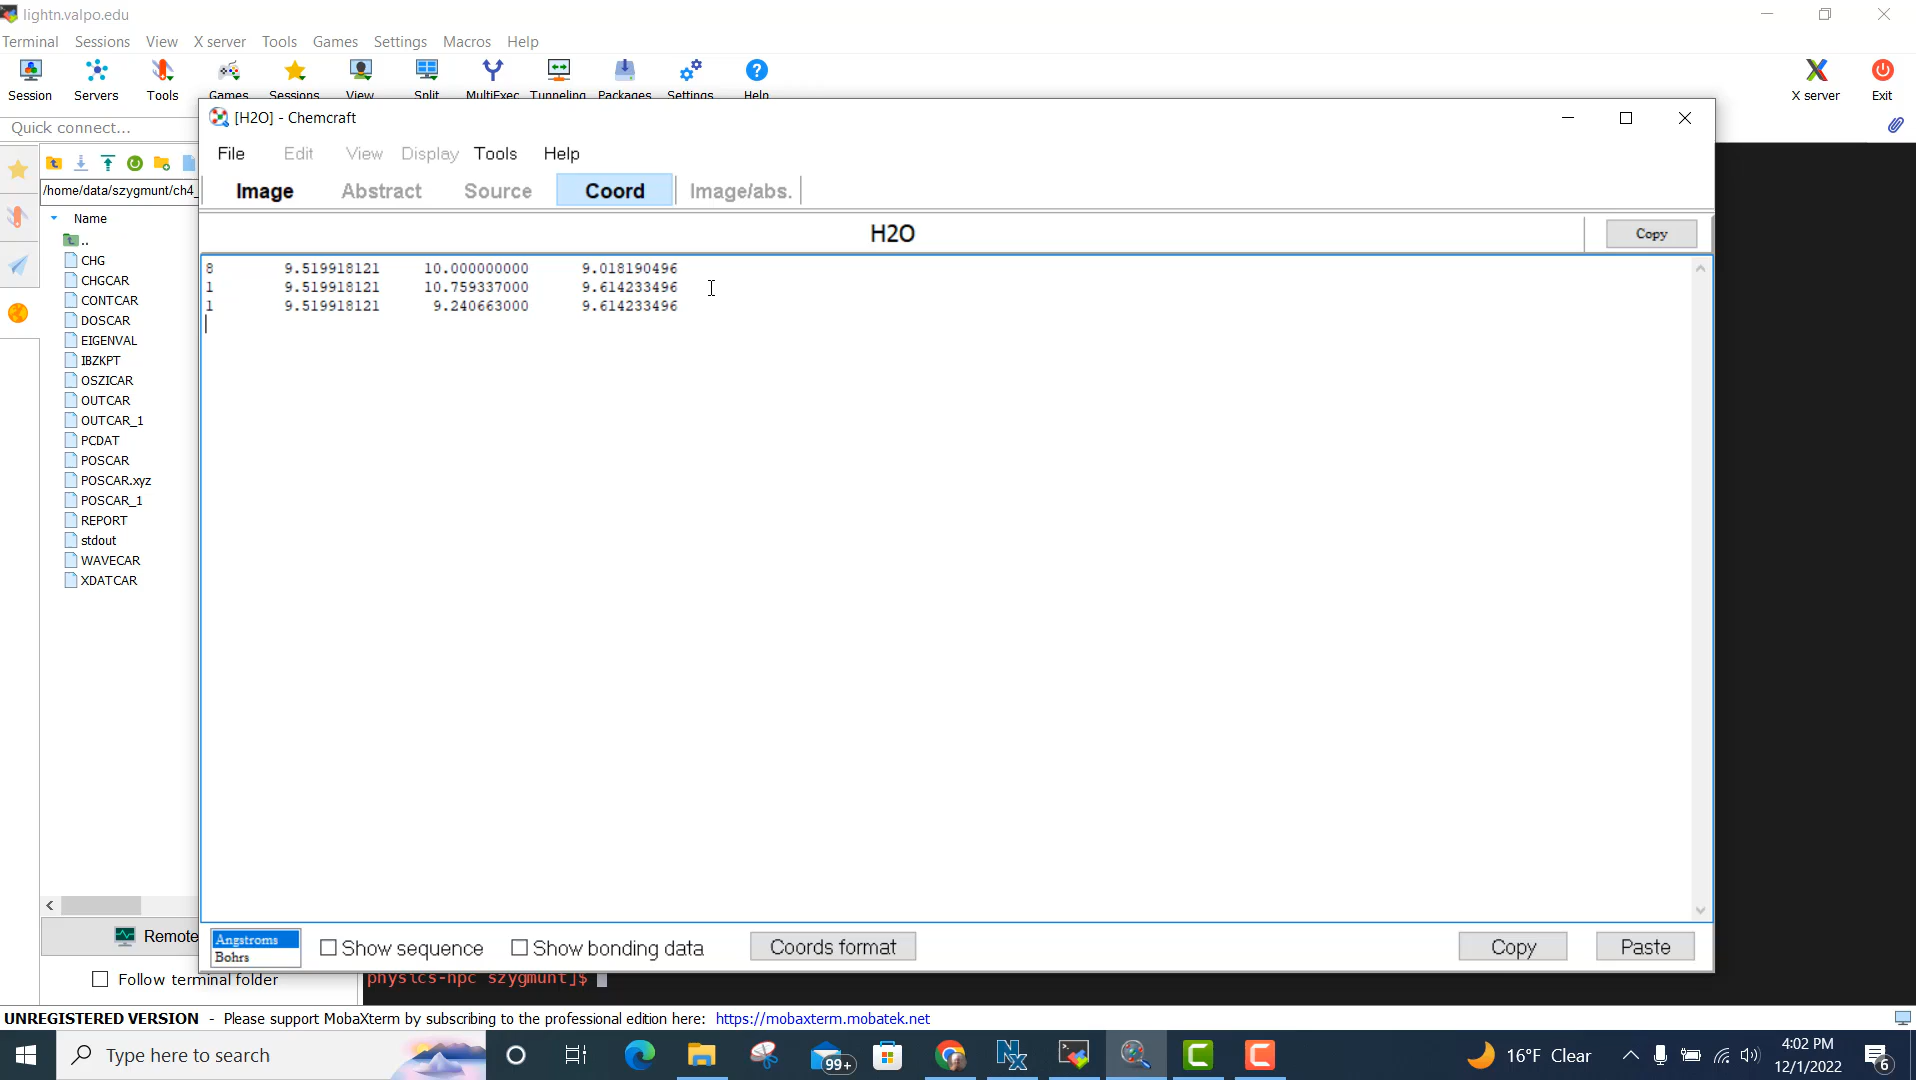 lightn.valpo.edu
Terminal Sessions View X server Tools Games Settings Macros Help
Session Servers Tools Games Sessions View Split MultiExec Tunneling Packages Settings Help X server Exit
Quick connect...
[H2O] - Chemcraft
File Edit View Display Tools Help
Image Abstract Source Coord Image/abs.
/home/data/szygmunt/ch4_
H2O Copy
Name
..
CHG
CHGCAR
CONTCAR
DOSCAR
EIGENVAL
IBZKPT
OSZICAR
OUTCAR
OUTCAR_1
PCDAT
POSCAR
POSCAR.xyz
POSCAR_1
REPORT
stdout
WAVECAR
XDATCAR
8 9.519918121 10.000000000 9.018190496
1 9.519918121 10.759337000 9.614233496
1 9.519918121 9.240663000 9.614233496
Remote
Angstroms
Bohrs
Show sequence Show bonding data Coords format Copy Paste
Follow terminal folder
physics-hpc szygmunt]$
UNREGISTERED VERSION - Please support MobaXterm by subscribing to the professional edition here: https://mobaxterm.mobatek.net
Type here to search
99+
16°F Clear
4:02 PM
12/1/2022
6